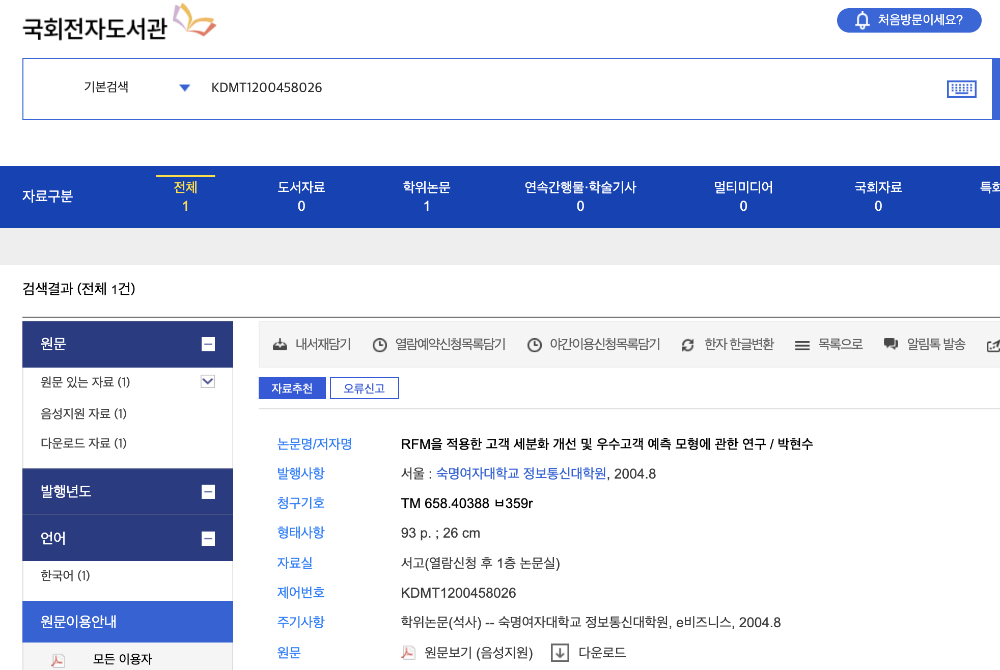 국회전자도서관
처음방문이세요?
기본검색 KDMT1200458026
자료구분
전체 도서자료 학위논문 연속간행물·학술기사 멀티미디어 국회자료
1 0 1 0 0 0
검색결과 (전체 1건)
원문
원문 있는 자료 (1)
음성지원 자료 (1)
다운로드 자료 (1)
발행년도
언어
한국어 (1)
원문이용안내
모든 이용자
내서재담기 열람예약신청목록담기 야간이용신청목록담기 한자 한글변환 목록으로 알림톡 발송
자료추천 오류신고
논문명/저자명 RFM을 적용한 고객 세분화 개선 및 우수고객 예측 모형에 관한 연구 / 박현수
발행사항 서울 : 숙명여자대학교 정보통신대학원, 2004.8
청구기호 TM 658.40388 ㅂ359r
형태사항 93 p. ; 26 cm
자료실 서고(열람신청 후 1층 논문실)
제어번호 KDMT1200458026
주기사항 학위논문(석사) -- 숙명여자대학교 정보통신대학원, e비즈니스, 2004.8
원문 원문보기 (음성지원) 다운로드